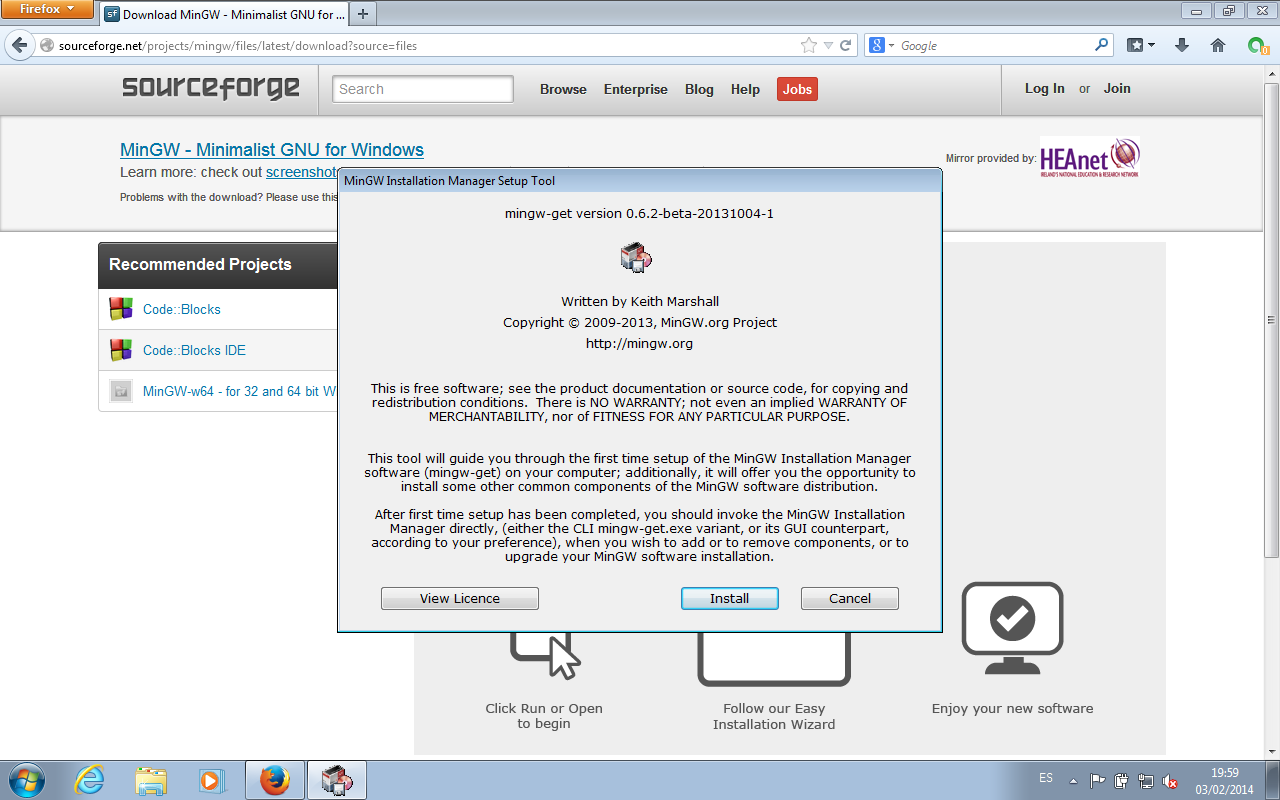 Firefox
Download MinGW - Minimalist GNU for ...
sourceforge.net/projects/mingw/files/latest/download?source=files
Google
sourceforge
Search
Browse
Enterprise
Blog
Help
Jobs
Log In or Join
MinGW - Minimalist GNU for Windows
Learn more: check out screenshot
Problems with the download? Please use this
Mirror provided by:
HEAnet
IRELAND'S NATIONAL EDUCATION & RESEARCH NETWORK
Recommended Projects
Code::Blocks
Code::Blocks IDE
MinGW-w64 - for 32 and 64 bit W
MinGW Installation Manager Setup Tool
mingw-get version 0.6.2-beta-20131004-1
Written by Keith Marshall
Copyright © 2009-2013, MinGW.org Project
http://mingw.org
This is free software; see the product documentation or source code, for copying and
redistribution conditions. There is NO WARRANTY; not even an implied WARRANTY OF
MERCHANTABILITY, nor of FITNESS FOR ANY PARTICULAR PURPOSE.
This tool will guide you through the first time setup of the MinGW Installation Manager
software (mingw-get) on your computer; additionally, it will offer you the opportunity to
install some other common components of the MinGW software distribution.
After first time setup has been completed, you should invoke the MinGW Installation
Manager directly, (either the CLI mingw-get.exe variant, or its GUI counterpart,
according to your preference), when you wish to add or to remove components, or to
upgrade your MinGW software installation.
View Licence
Install
Cancel
Click Run or Open
to begin
Follow our Easy
Installation Wizard
Enjoy your new software
ES
19:59
03/02/2014